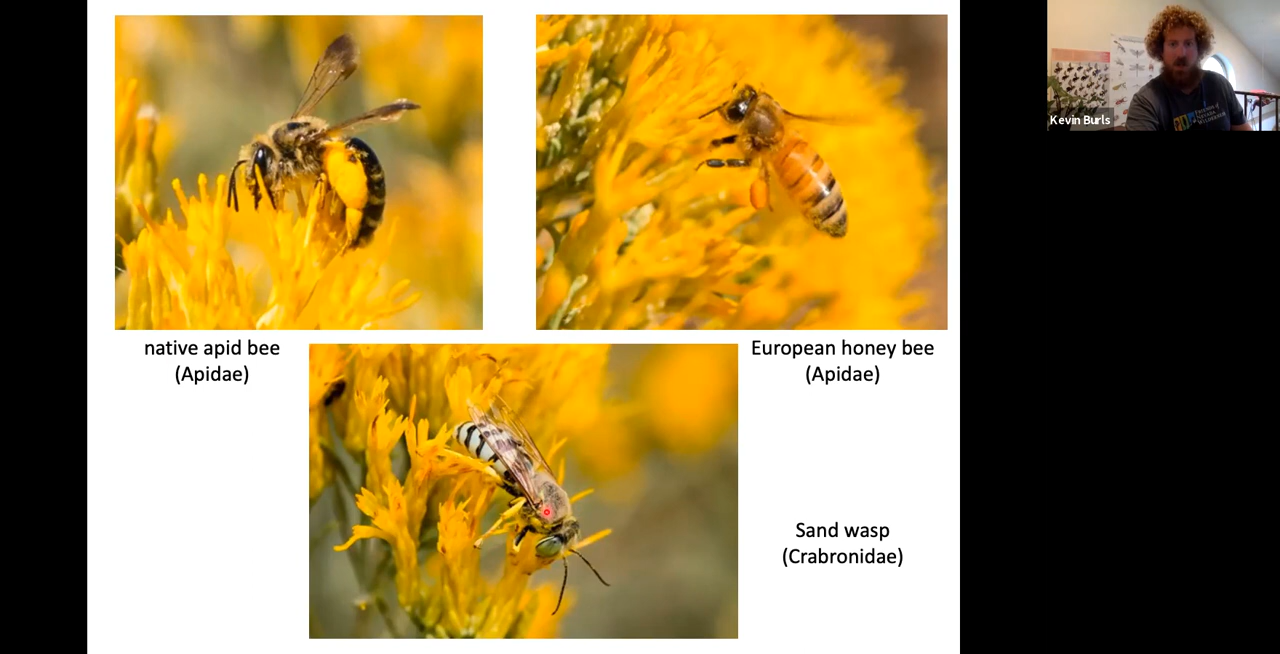 native apid bee
(Apidae)
European honey bee
(Apidae)
Sand wasp
(Crabronidae)
Kevin Burls